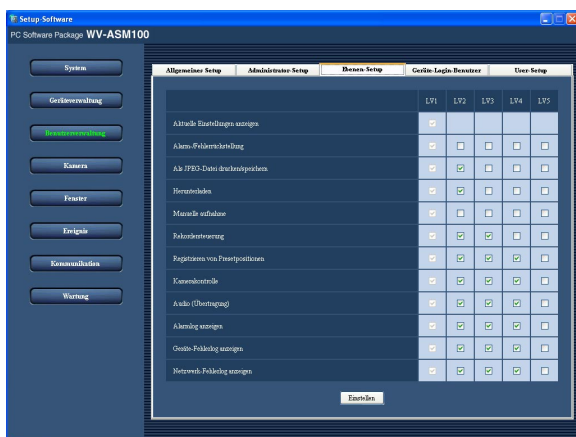 Setup-Software
PC Software Package WV-ASM100
System
Geräteverwaltung
Benutzerverwaltung
Kamera
Fenster
Ereignis
Kommunikation
Wartung
Allgemeines Setup Administrator-Setup Ebenen-Setup Geräte-Login-Benutzer User-Setup
LV1 LV2 LV3 LV4 LV5
Aktuelle Einstellungen anzeigen
Alarm-/Fehlerrückstellung
Als JPEG-Datei drucken/speichern
Herunterladen
Manuelle aufnahme
Rekordersteuerung
Registrieren von Presetpositionen
Kamerakontrolle
Audio (Übertragung)
Alarmlog anzeigen
Geräte-Fehlerlog anzeigen
Netzwerk-Fehlerlog anzeigen
Einstellen